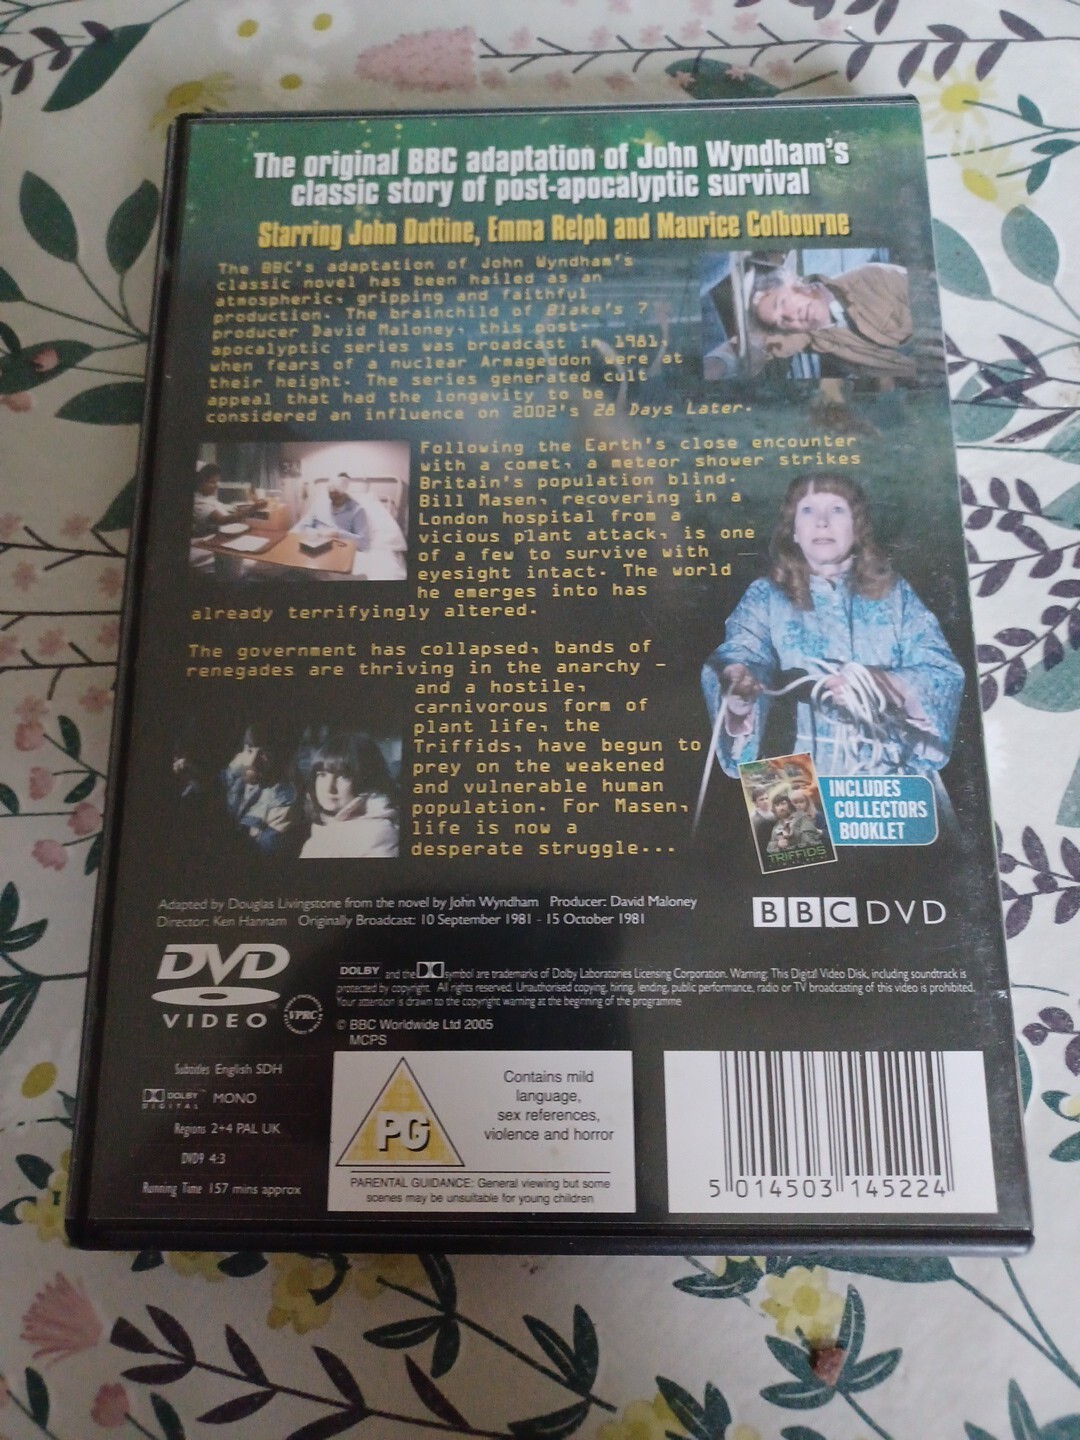 The original BBC adaptation of John Wyndham's
classic story of post-apocalyptic survival
Starring John Duttine, Emma Relph and Maurice Colbourne
The BBC's adaptation of John Wyndham's
classic novel has been hailed as an
atmospheric, gripping and faithful
production. The brainchild of Blake's 7
producer David Maloney, this post-
apocalyptic series was broadcast in 1981,
when fears of a nuclear Armageddon were at
their height. The series generated cult
appeal that had the longevity to be
considered an influence on 2002's 28 Days Later.
Following the Earth's close encounter
with a comet, a meteor shower strikes
Britain's population blind.
Bill Masen, recovering in a
London hospital from a
vicious plant attack, is one
of a few to survive with
eyesight intact. The world
he emerges into has
already terrifyingly altered.
The government has collapsed, bands of
renegades are thriving in the anarchy -
and a hostile,
carnivorous form of
plant life, the
Triffids, have begun to
prey on the weakened
and vulnerable human
population. For Masen,
life is now a
desperate struggle...
TRIFFIDS
INCLUDES
COLLECTORS
BOOKLET
Adapted by Douglas Livingstone from the novel by John Wyndham Producer: David Maloney
Director: Ken Hannam Originally Broadcast: 10 September 1981 - 15 October 1981
BBC DVD
DVD
VIDEO
VPRC
DOLBY and the DD symbol are trademarks of Dolby Laboratories Licensing Corporation. Warning: This Digital Video Disk, including soundtrack is
protected by copyright. All rights reserved. Unauthorised copying, hiring, lending, public performance, radio or TV broadcasting of this video is prohibited.
Your attention is drawn to the copyright warning at the beginning of the programme
© BBC Worldwide Ltd 2005
MCPS
Subtitles English SDH
DOLBY DIGITAL MONO
Regions 2+4 PAL UK
DVD9 4:3
Running Time 157 mins approx
PG
Contains mild
language,
sex references,
violence and horror
PARENTAL GUIDANCE: General viewing but some
scenes may be unsuitable for young children
5 014503 145224